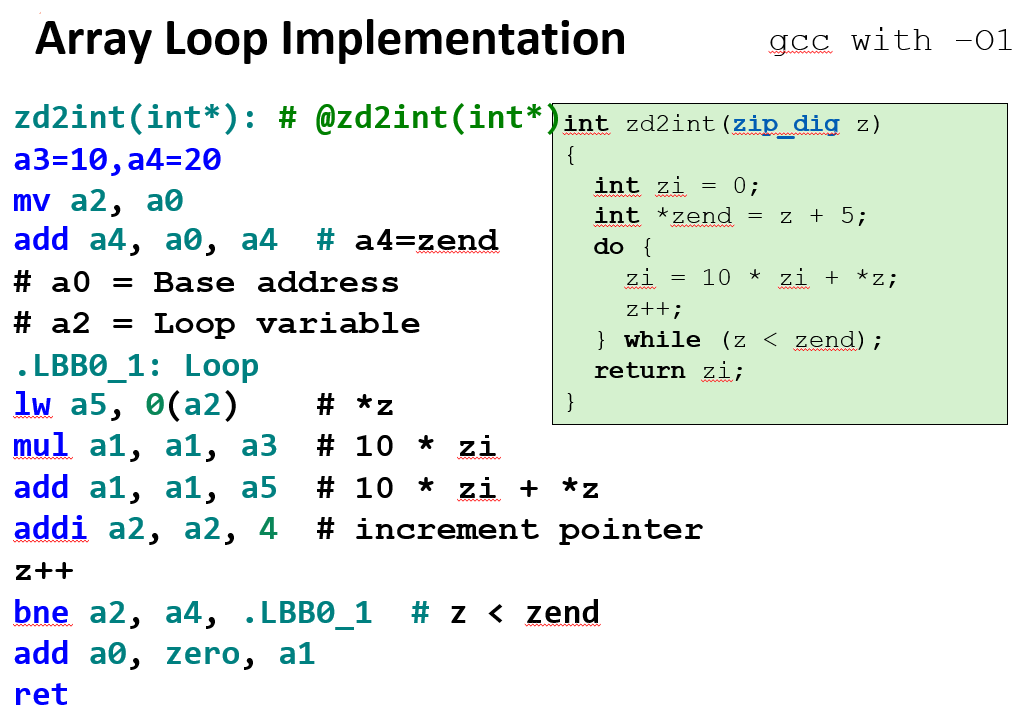 Array Loop Implementation
gcc with –O1
zd2int(int*): # @zd2int(int*)
a3=10,a4=20
mv a2, a0
add a4, a0, a4 # a4=zend
# a0 = Base address
# a2 = Loop variable
.LBB0_1: Loop
lw a5, 0(a2) # *z
mul a1, a1, a3 # 10 * zi
add a1, a1, a5 # 10 * zi + *z
addi a2, a2, 4 # increment pointer
z++
bne a2, a4, .LBB0_1 # z < zend
add a0, zero, a1
ret
int zd2int(zip_dig z)
{
int zi = 0;
int *zend = z + 5;
do {
zi = 10 * zi + *z;
z++;
} while (z < zend);
return zi;
}